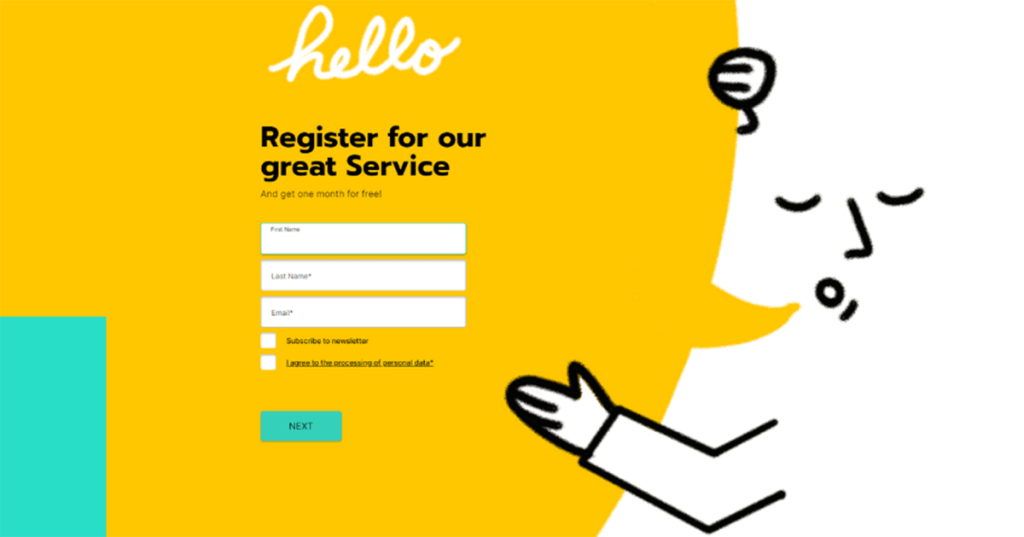 hello
Register for our
great Service
And get one month for free!
First Name
Last Name*
Email*
Subscribe to newsletter
I agree to the processing of personal data*
NEXT